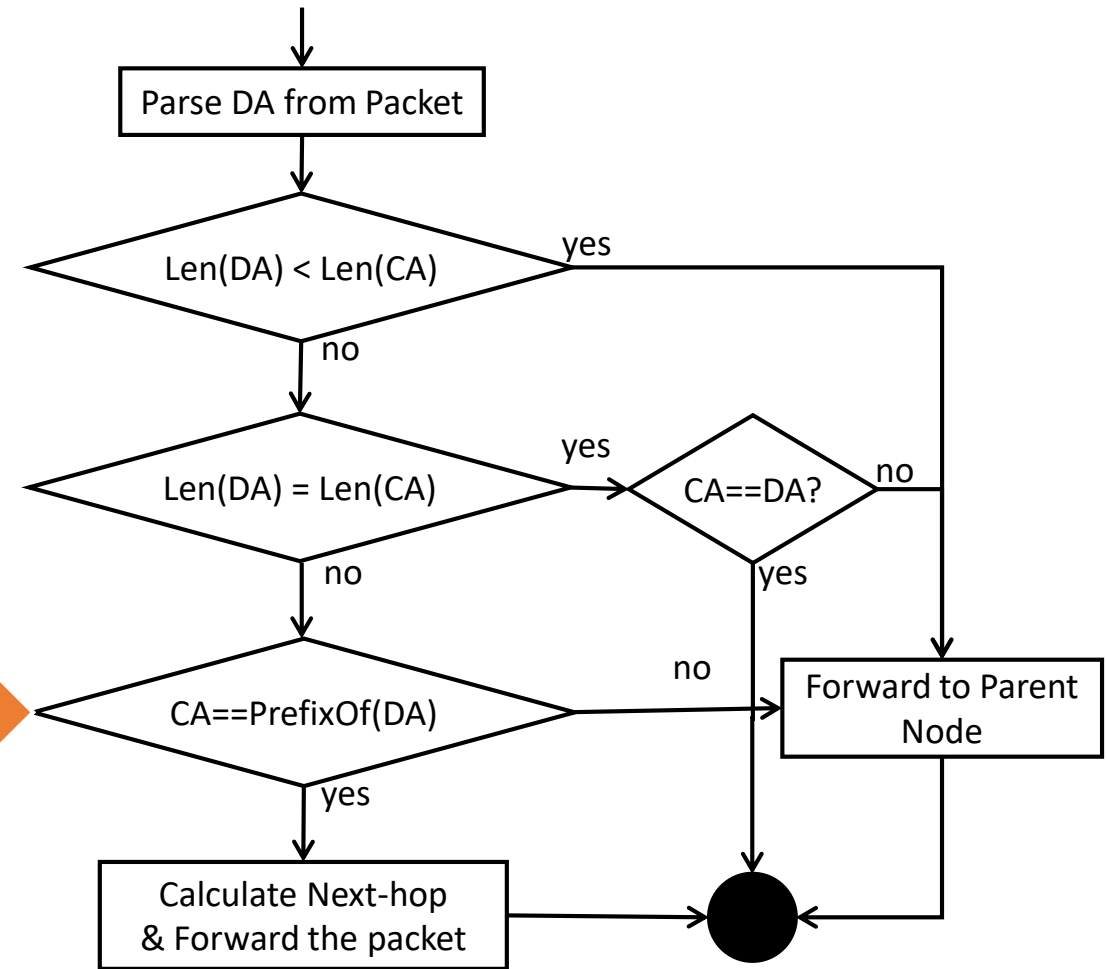 Parse DA from Packet
Len(DA) < Len(CA)
yes
no
Len(DA) = Len(CA)
yes
CA==DA?
no
yes
no
CA==PrefixOf(DA)
no
yes
Forward to Parent
Node
Calculate Next-hop
& Forward the packet